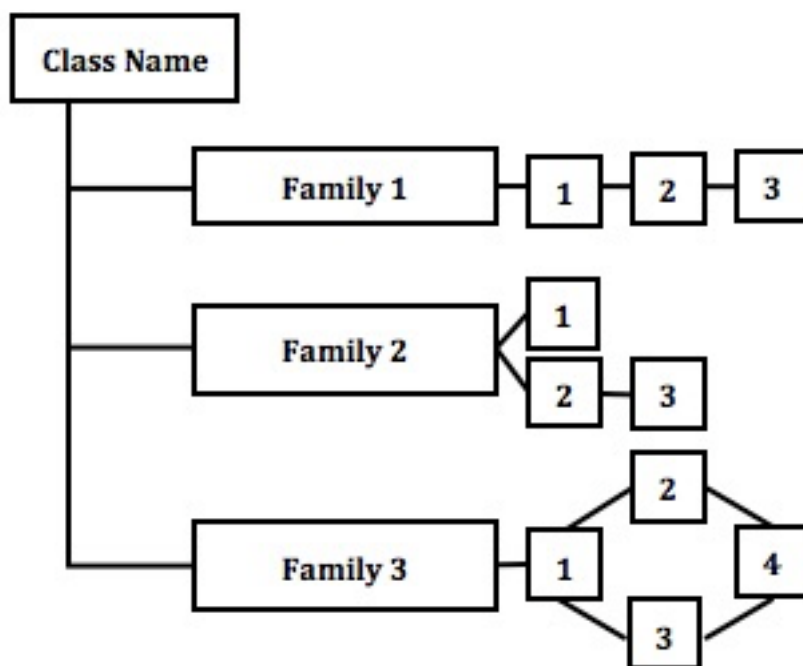 Class Name
Family 1 1 2 3
1
Family 2
2 3
2
Family 3 1 4
3